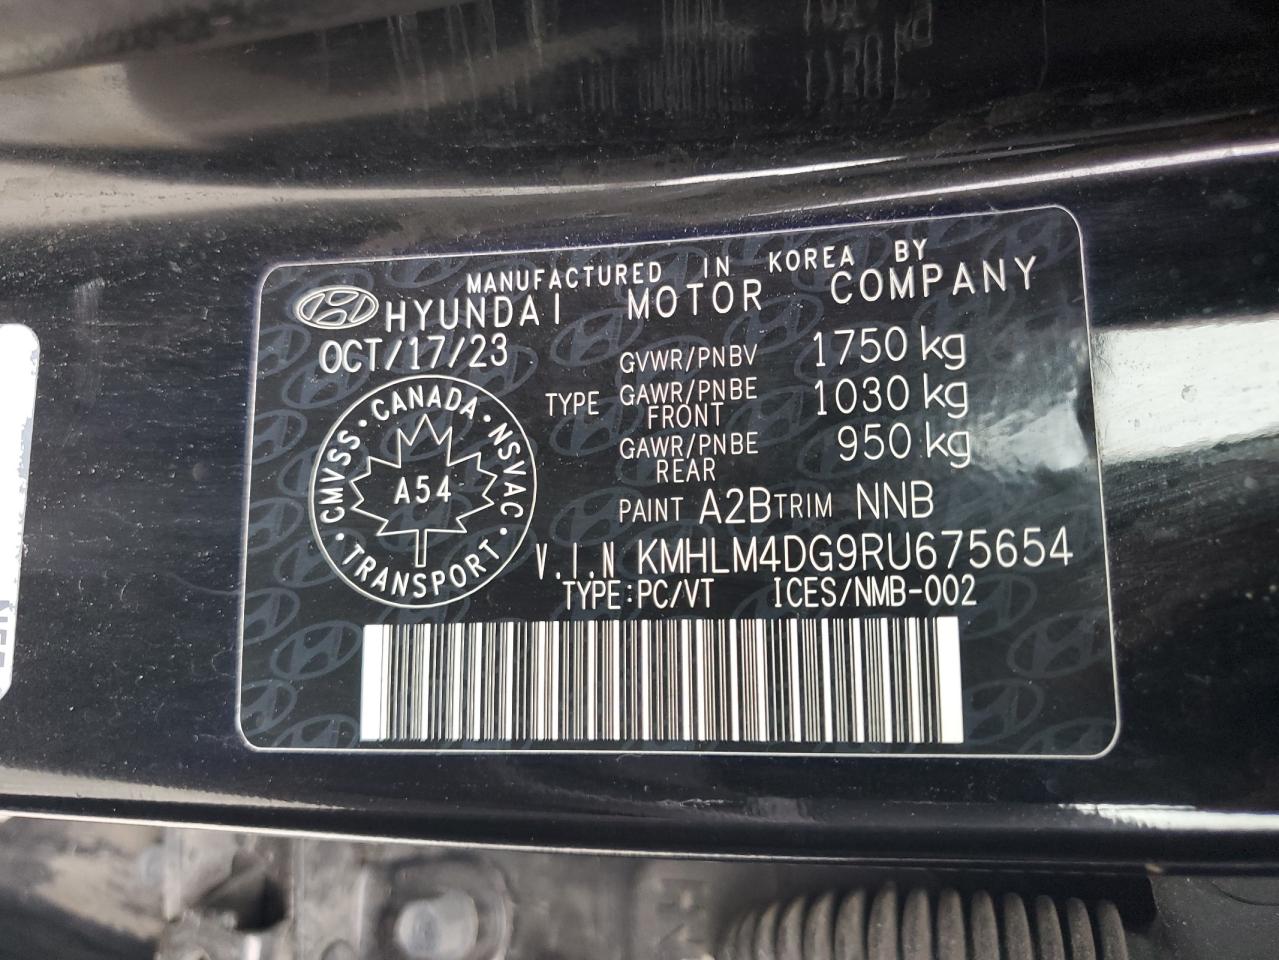 MANUFACTURED IN KOREA BY
HYUNDAI MOTOR COMPANY
OCT/17/23
GVWR/PNBV 1750 kg
TYPE GAWR/PNBE FRONT 1030 kg
GAWR/PNBE REAR 950 kg
CMVSS · CANADA · NSVAC · TRANSPORT ·
A54
PAINT A2B TRIM NNB
V.I.N KMHLM4DG9RU675654
TYPE:PC/VT ICES/NMB-002